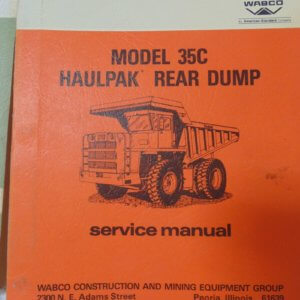 WABCO
An American-Standard Company
MODEL 35C
HAULPAK REAR DUMP
service manual
WABCO CONSTRUCTION AND MINING EQUIPMENT GROUP
2300 N. E. Adams Street Peoria, Illinois 61639